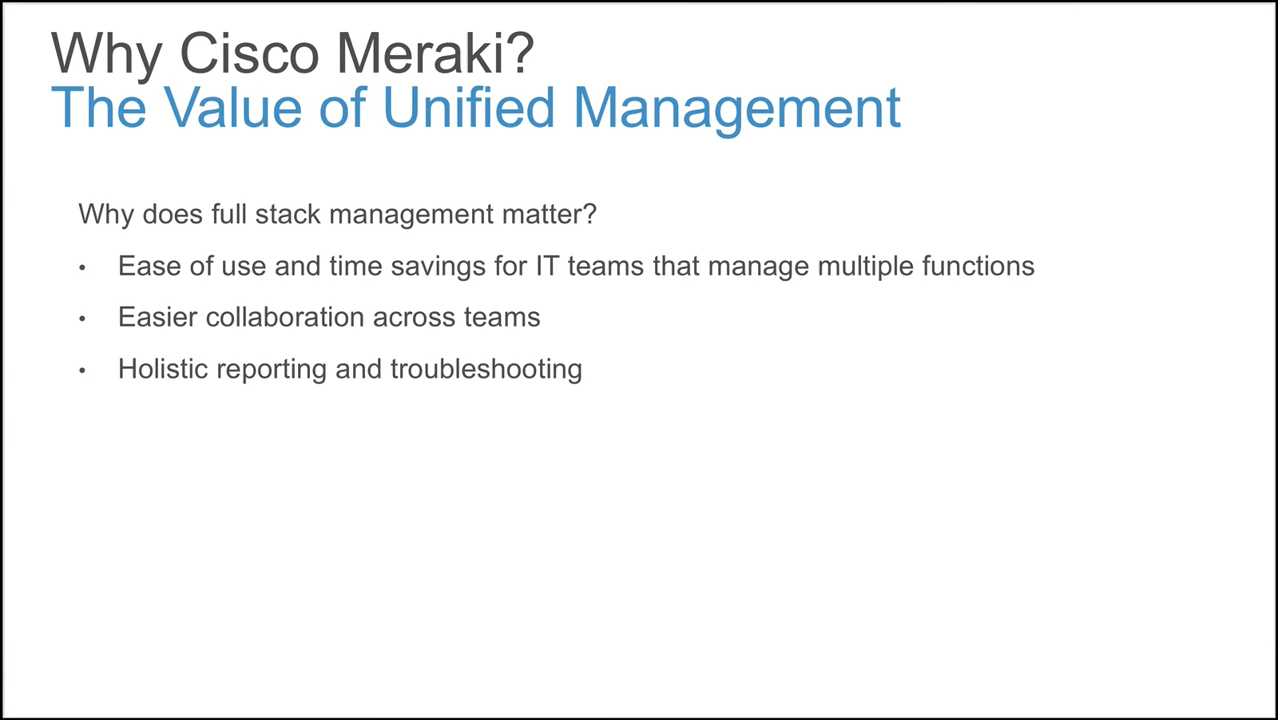 Why Cisco Meraki?
The Value of Unified Management
Why does full stack management matter?
• Ease of use and time savings for IT teams that manage multiple functions
• Easier collaboration across teams
• Holistic reporting and troubleshooting